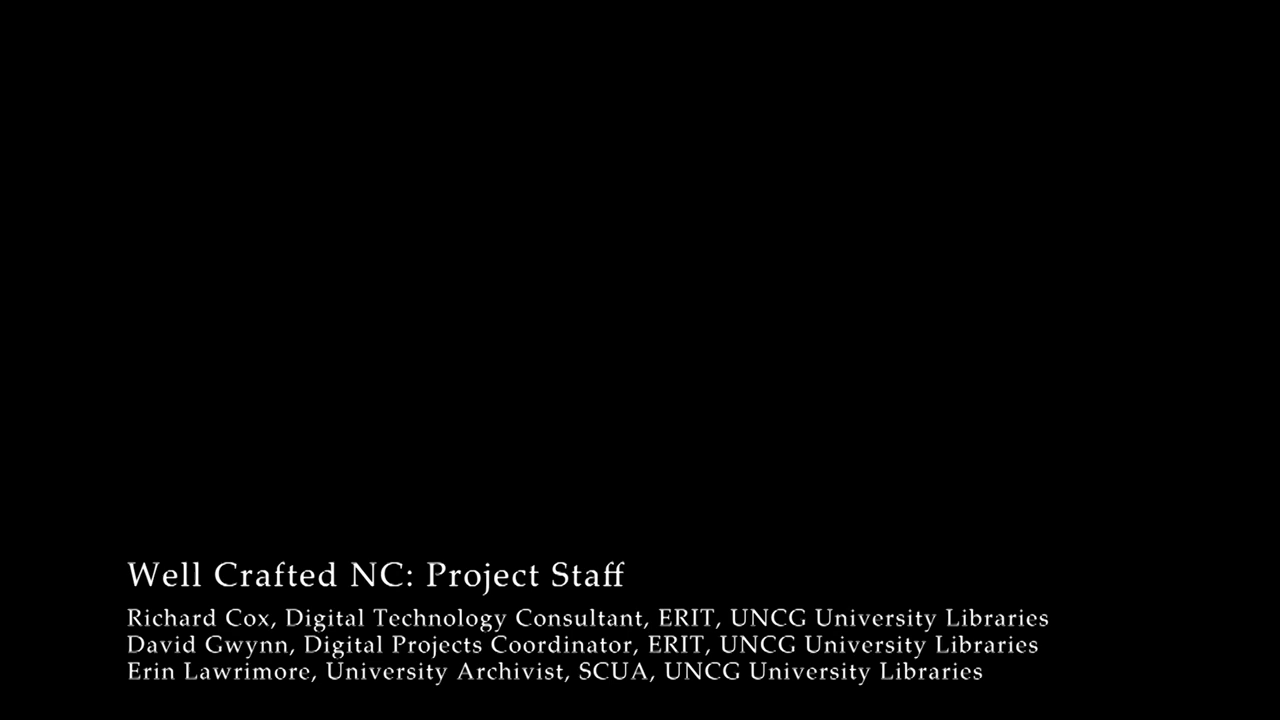 Well Crafted NC: Project Staff
Richard Cox, Digital Technology Consultant, ERIT, UNCG University Libraries
David Gwynn, Digital Projects Coordinator, ERIT, UNCG University Libraries
Erin Lawrimore, University Archivist, SCUA, UNCG University Libraries